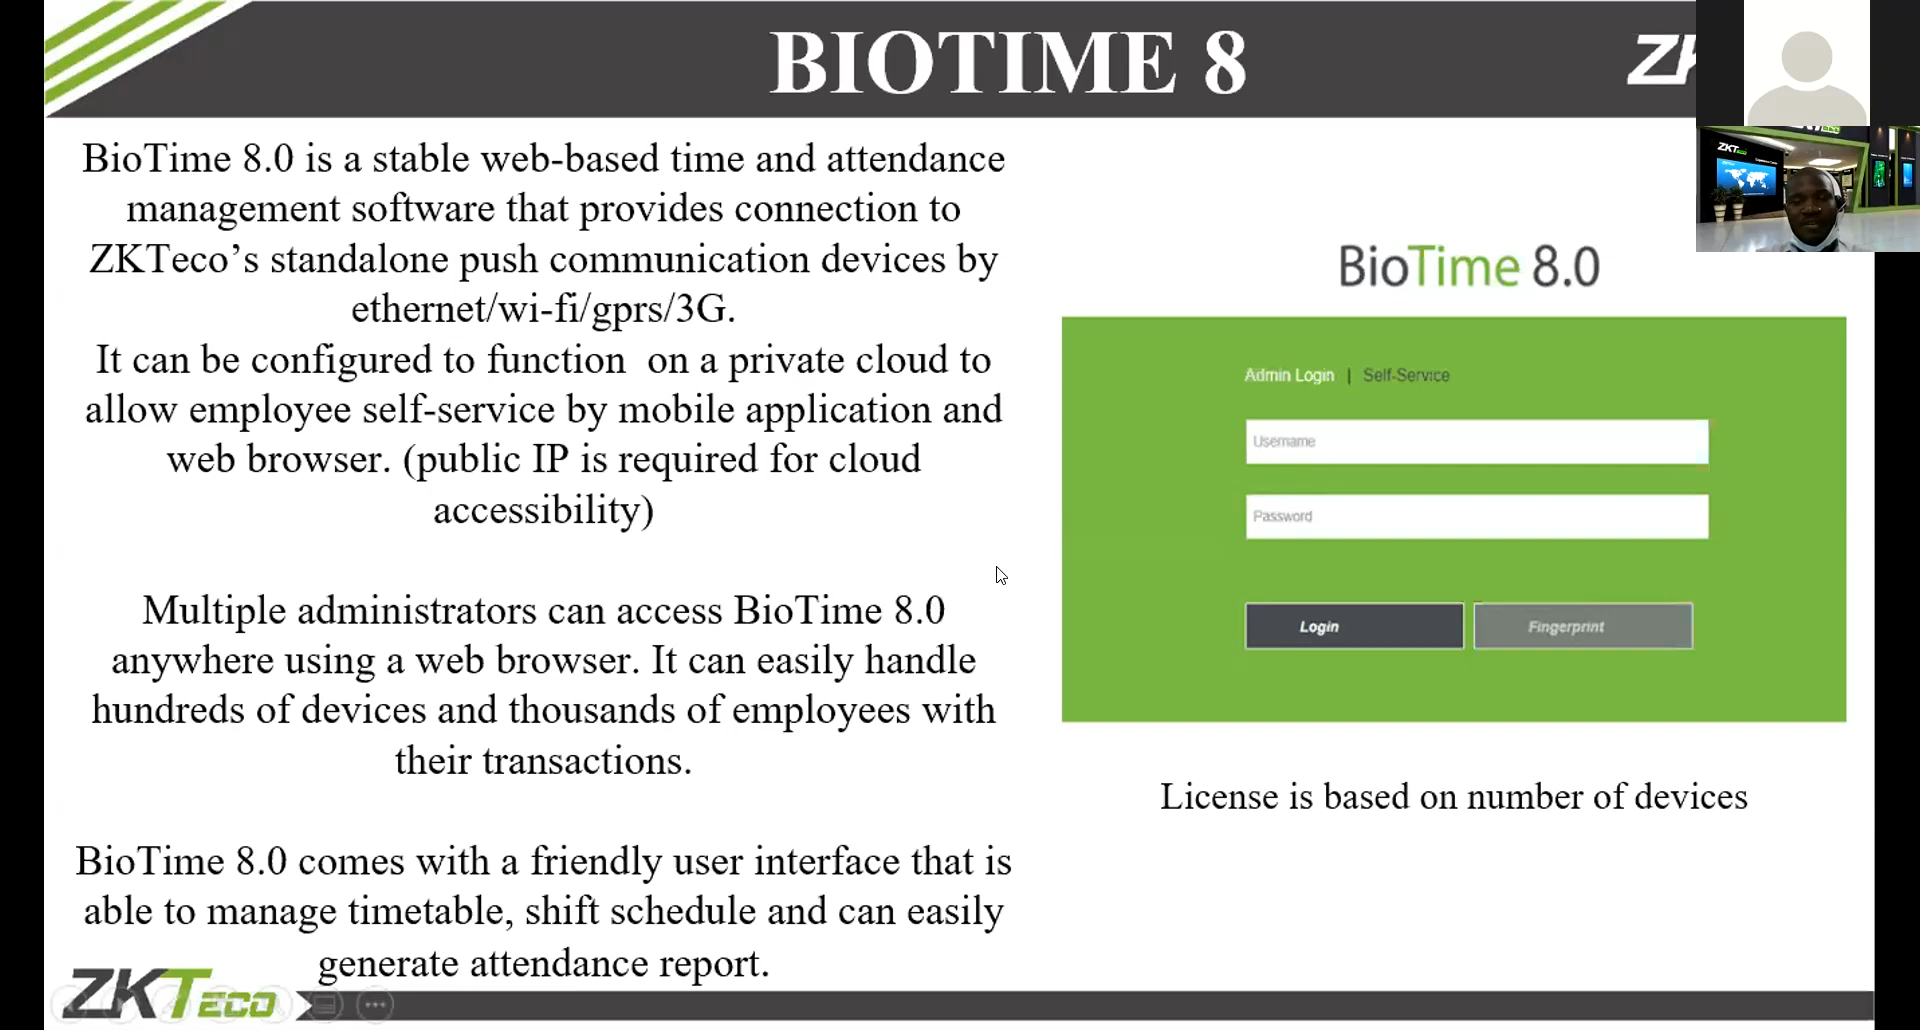 BIOTIME 8
ZK
BioTime 8.0 is a stable web-based time and attendance
management software that provides connection to
ZKTeco’s standalone push communication devices by
ethernet/wi-fi/gprs/3G.
It can be configured to function  on a private cloud to
allow employee self-service by mobile application and
web browser. (public IP is required for cloud
accessibility)
Multiple administrators can access BioTime 8.0
anywhere using a web browser. It can easily handle
hundreds of devices and thousands of employees with
their transactions.
BioTime 8.0 comes with a friendly user interface that is
able to manage timetable, shift schedule and can easily
generate attendance report.
ZKTECO
ZKTeco
BioTime 8.0
Admin Login | Self-Service
Username
Password
Login
Fingerprint
License is based on number of devices